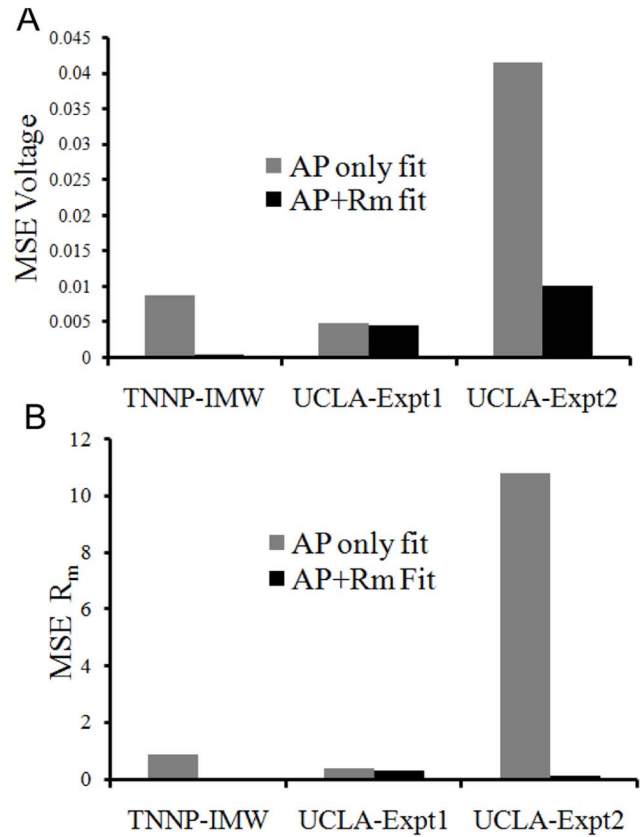 A
MSE Voltage
0.045
0.04
0.035
0.03
0.025
0.02
0.015
0.01
0.005
0
AP only fit
AP+Rm fit
TNNP-IMW UCLA-Expt1 UCLA-Expt2
B
MSE Rm
12
10
8
6
4
2
0
AP only fit
AP+Rm Fit
TNNP-IMW UCLA-Expt1 UCLA-Expt2